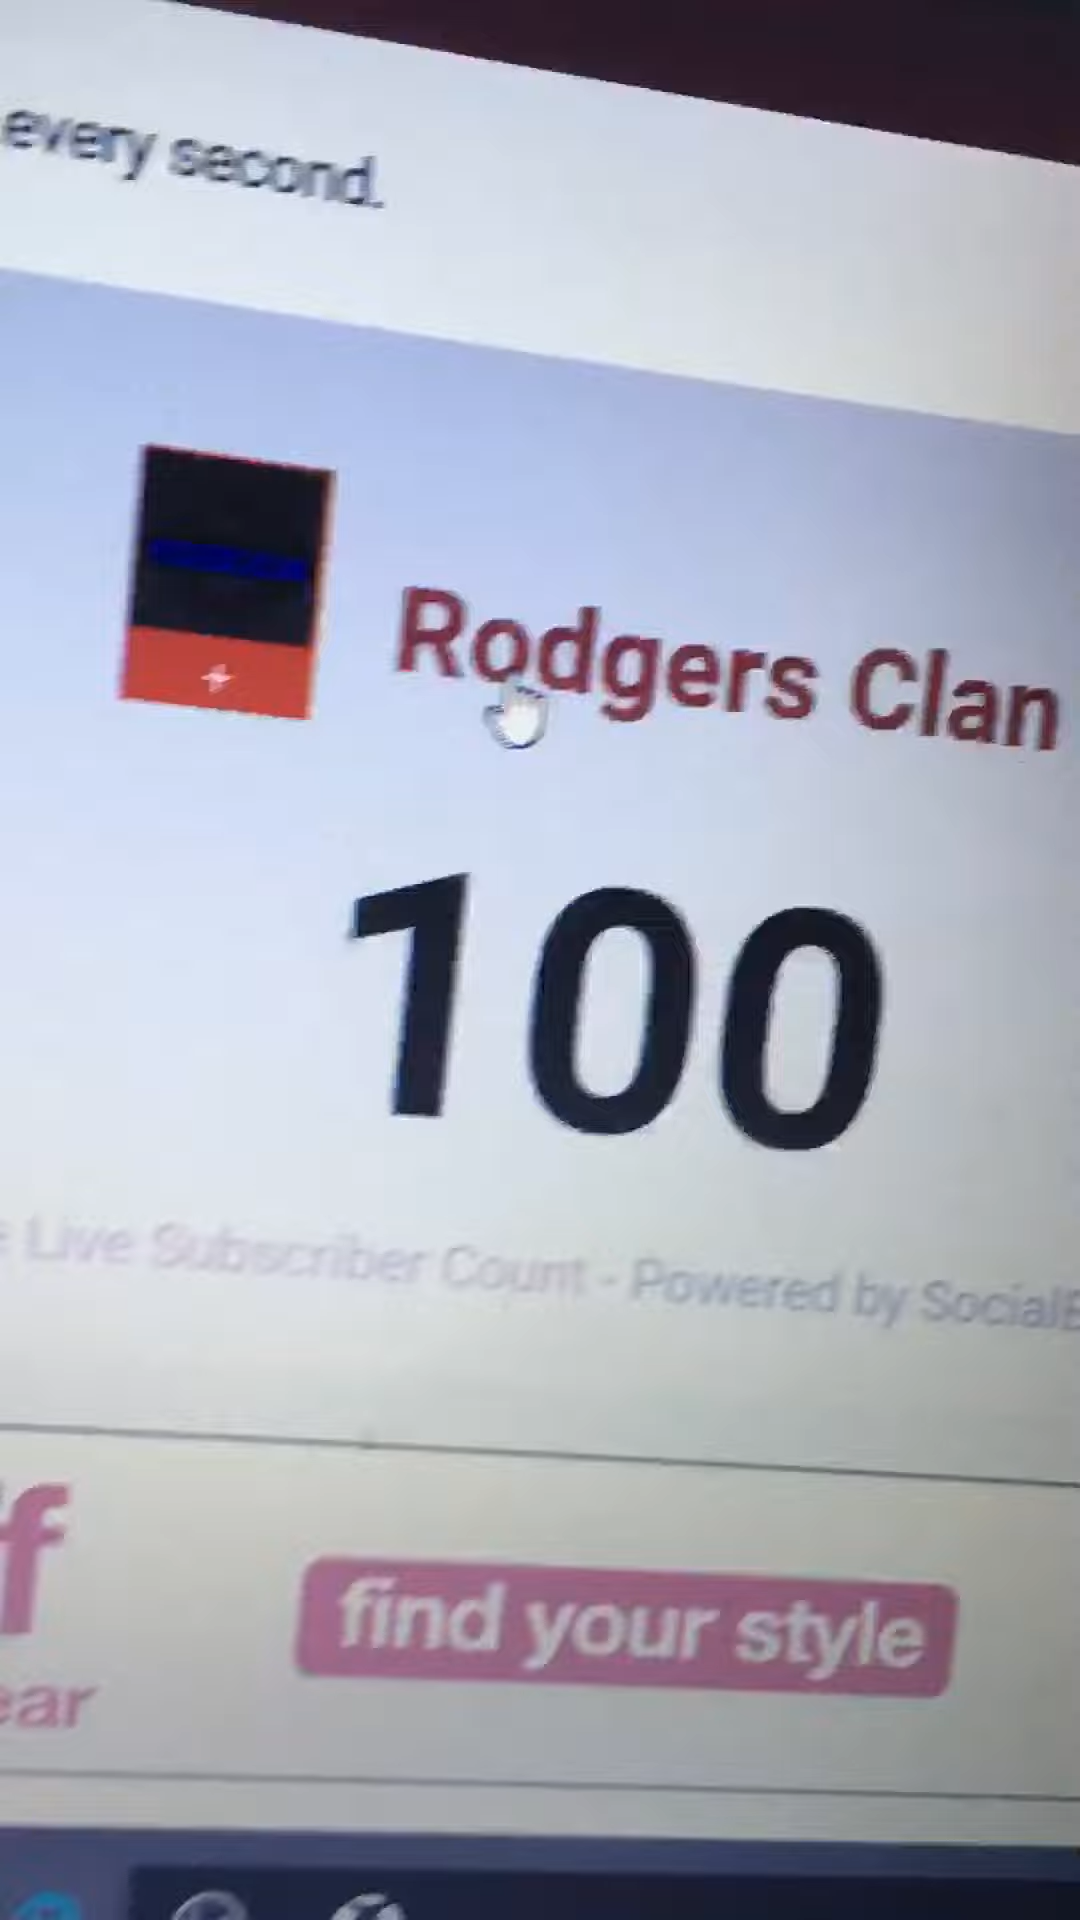 every second.
Rodgers Clan
100
Live Subscriber Count - Powered by
find your style